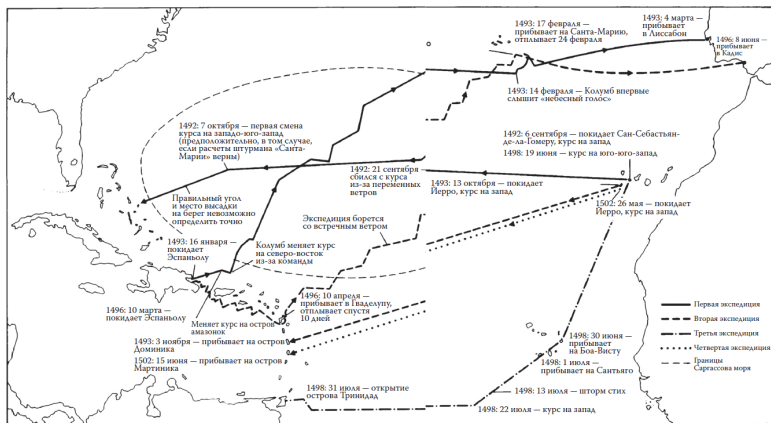 1493: 17 февраля —
прибывает на Санта-Марию,
отплывает 24 февраля
1493: 4 марта —
прибывает
в Лиссабон
1496: 8 июня —
прибывает
в Кадис
1493: 14 февраля — Колумб впервые
слышит «небесный голос»
1492: 7 октября — первая смена
курса на западо-юго-запад
(предположительно, в том случае,
если расчеты штурмана «Санта-
Марии» верны)
1492: 6 сентября — покидает Сан-Себастьян-
де-ла-Гомеру, курс на запад
1498: 19 июня — курс на юго-юго-запад
1492: 21 сентября —
сбился с курса
из-за переменных
ветров
1493: 13 октября — покидает
Йерро, курс на запад
1502: 26 мая — покидает
Йерро, курс на запад
Правильный угол
и место высадки
на берег невозможно
определить точно
Экспедиция борется
со встречным ветром
1493: 16 января —
покидает
Эспаньолу
Колумб меняет курс
на северо-восток
из-за команды
1496: 10 марта —
покидает Эспаньолу
Меняет курс на остров
амазонок
1496: 10 апреля —
прибывает в Гваделупу,
отплывает спустя
10 дней
1493: 3 ноября — прибывает на остров
Доминика
1502: 15 июня — прибывает на остров
Мартиника
1498: 30 июня —
прибывает
на Боа-Висту
1498: 1 июля —
прибывает на Сантьяго
1498: 31 июля — открытие
острова Тринидад
1498: 13 июля — шторм стих
1498: 22 июля — курс на запад
Первая экспедиция
Вторая экспедиция
Третья экспедиция
Четвертая экспедиция
Границы
Саргассова моря